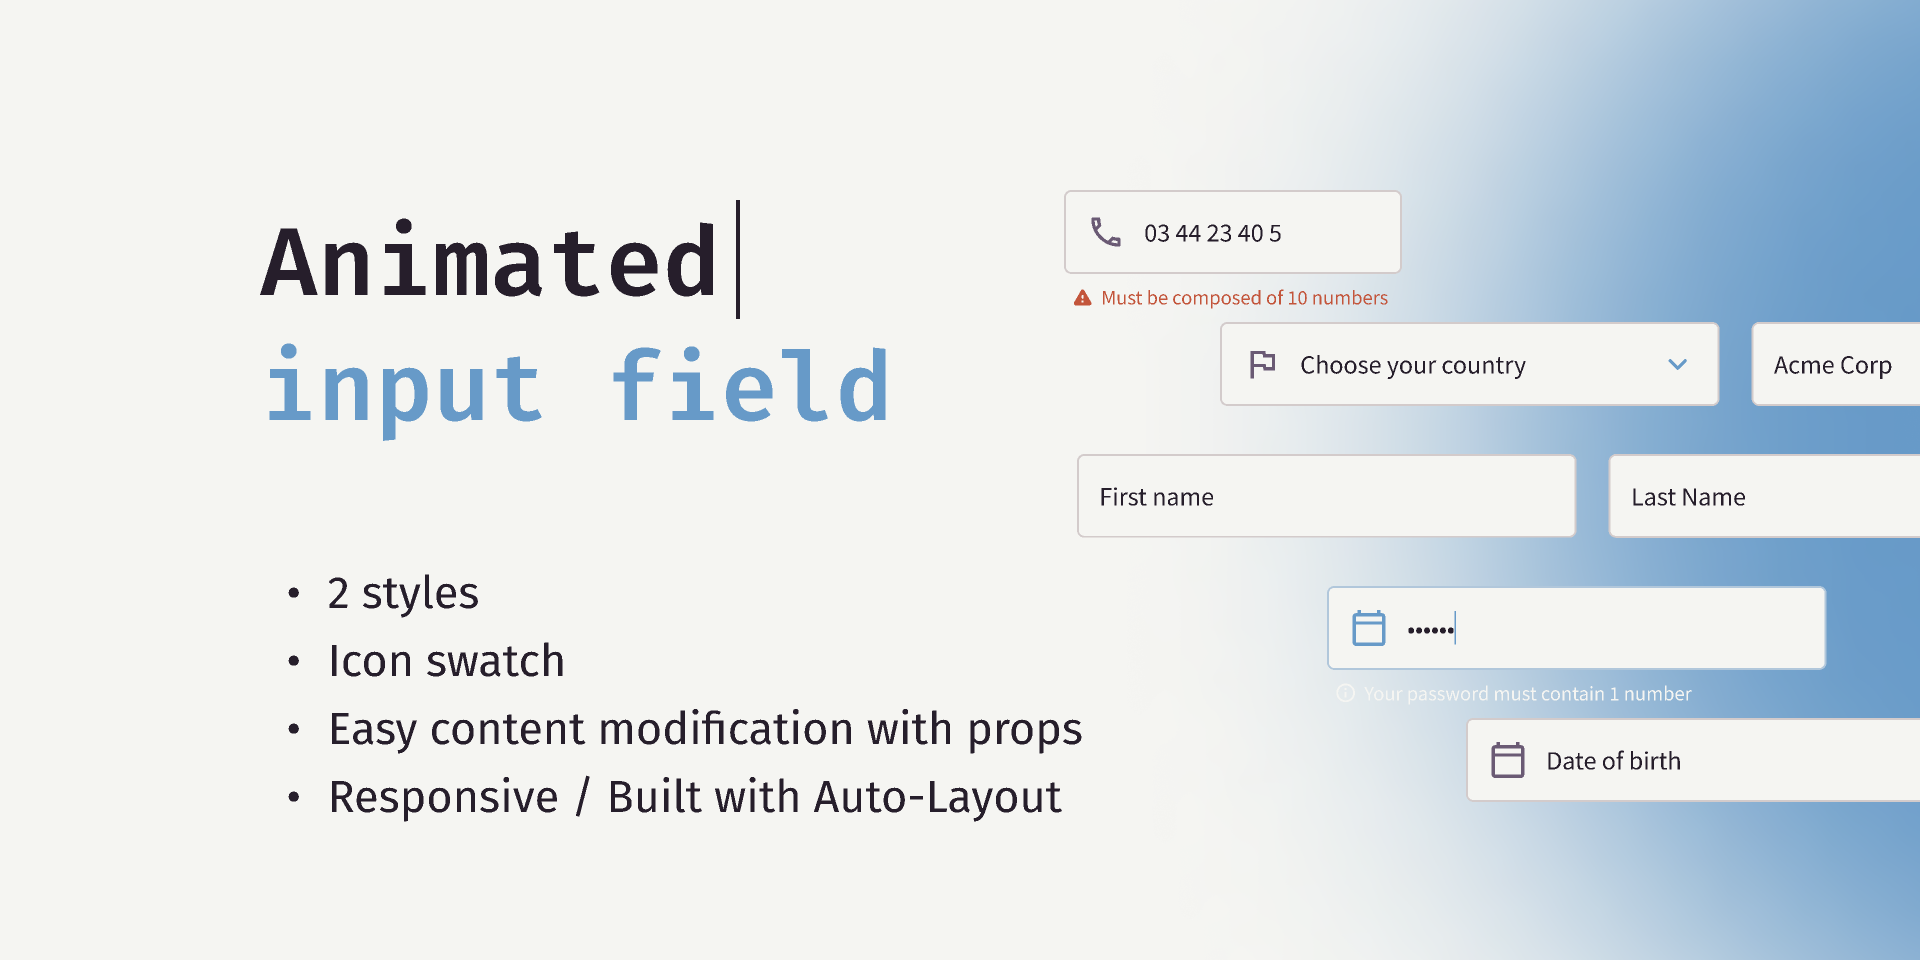 Animated
input field
• 2 styles
• Icon swatch
• Easy content modification with props
• Responsive / Built with Auto-Layout
03 44 23 40 5
Must be composed of 10 numbers
Choose your country
Acme Corp
First name
Last Name
••••••
Your password must contain 1 number
Date of birth